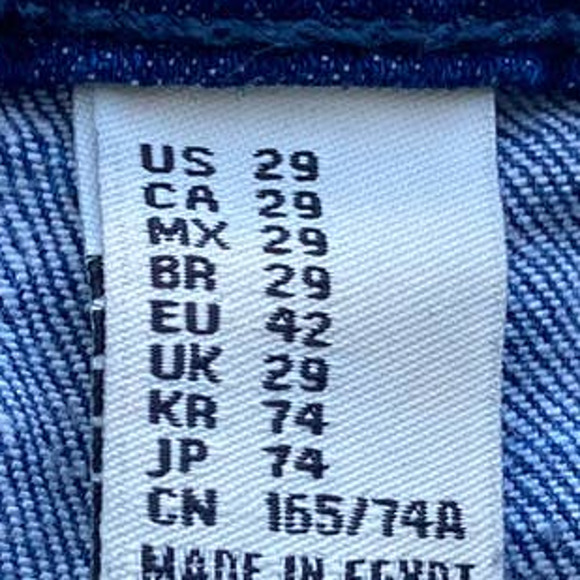 US 29
CA 29
MX 29
BR 29
EU 42
UK 29
KR 74
JP 74
CN 165/74A
MADE IN EGYPT